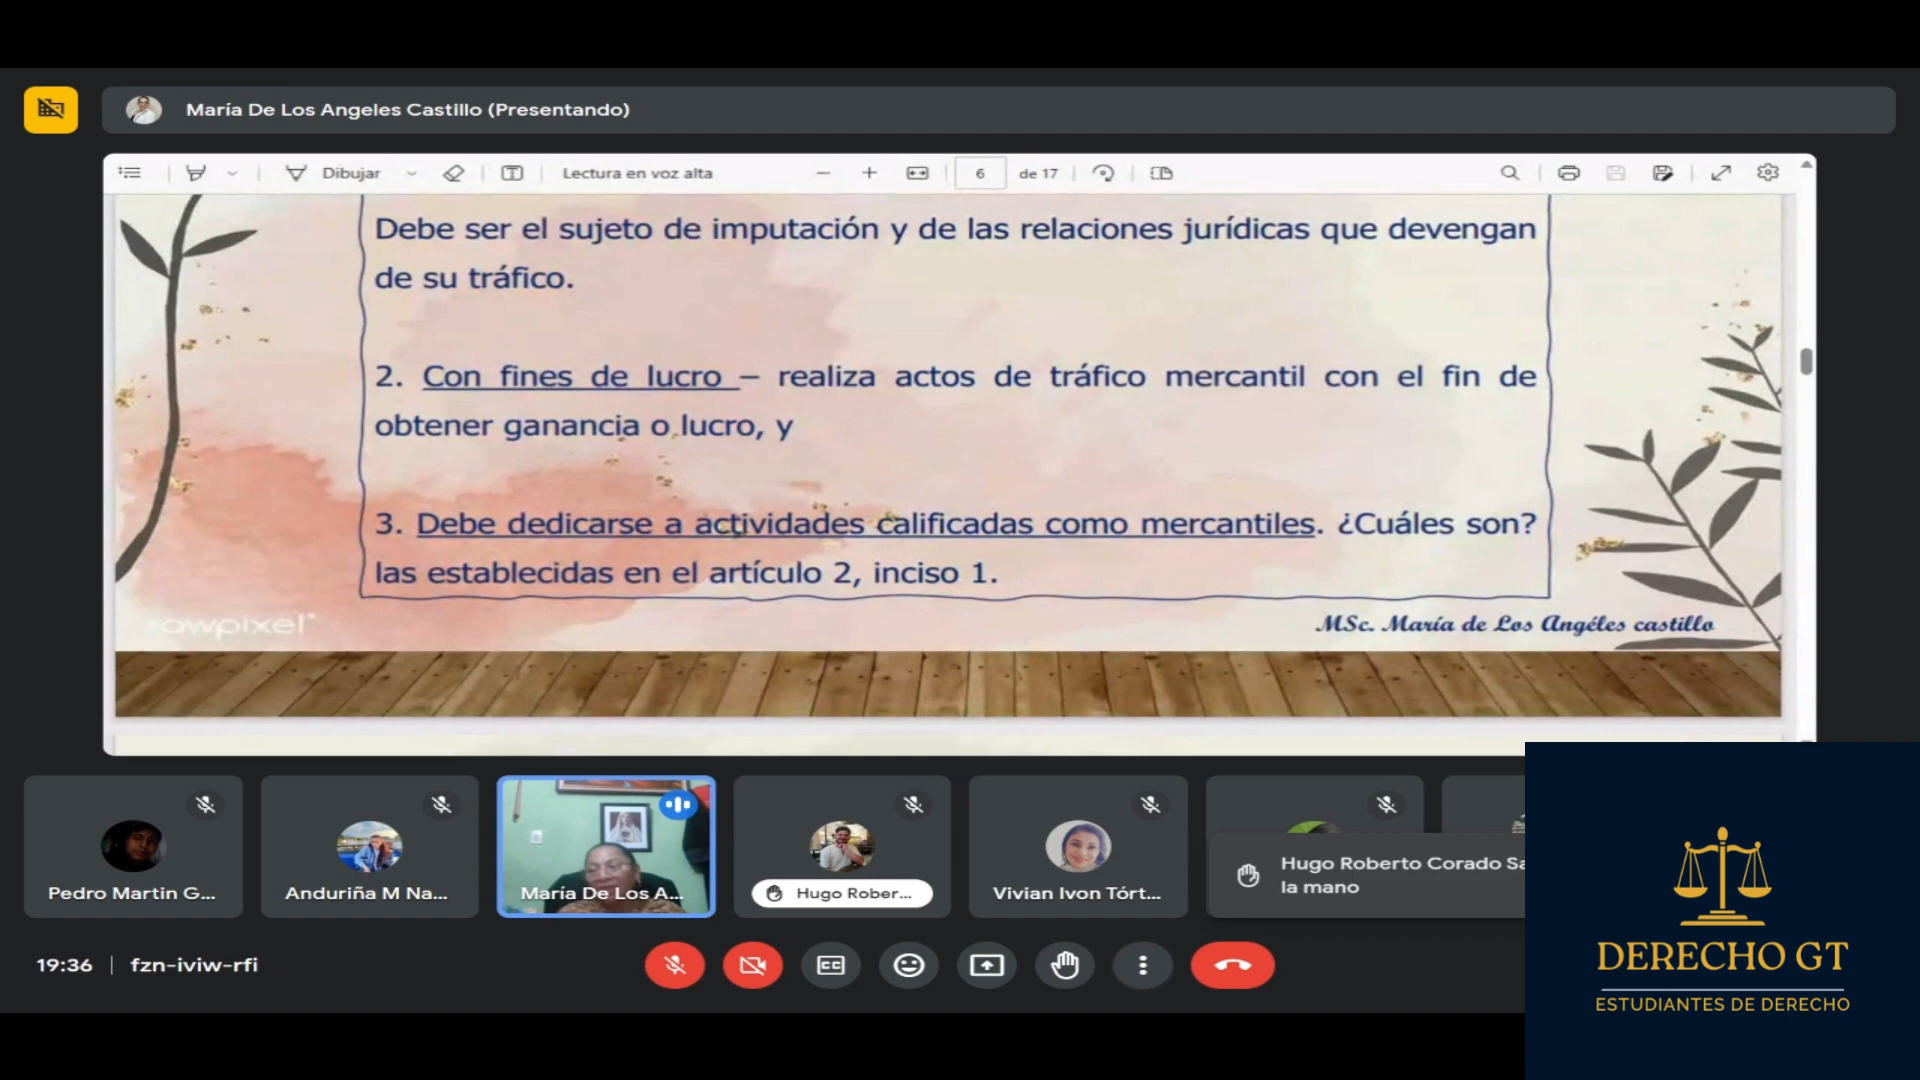 María De Los Angeles Castillo (Presentando)
Dibujar
Lectura en voz alta
6
de 17
Debe ser el sujeto de imputación y de las relaciones jurídicas que devengan
de su tráfico.
2. Con fines de lucro – realiza actos de tráfico mercantil con el fin de
obtener ganancia o lucro, y
3. Debe dedicarse a actividades calificadas como mercantiles. ¿Cuáles son?
las establecidas en el artículo 2, inciso 1.
awpixel
MSc. María de Los Angéles castillo
Pedro Martin G...
Anduriña M Na...
María De Los A...
Hugo Rober...
Vivian Ivon Tórt...
Hugo Roberto Corado Sa
la mano
19:36 | fzn-iviw-rfi
DERECHO GT
ESTUDIANTES DE DERECHO